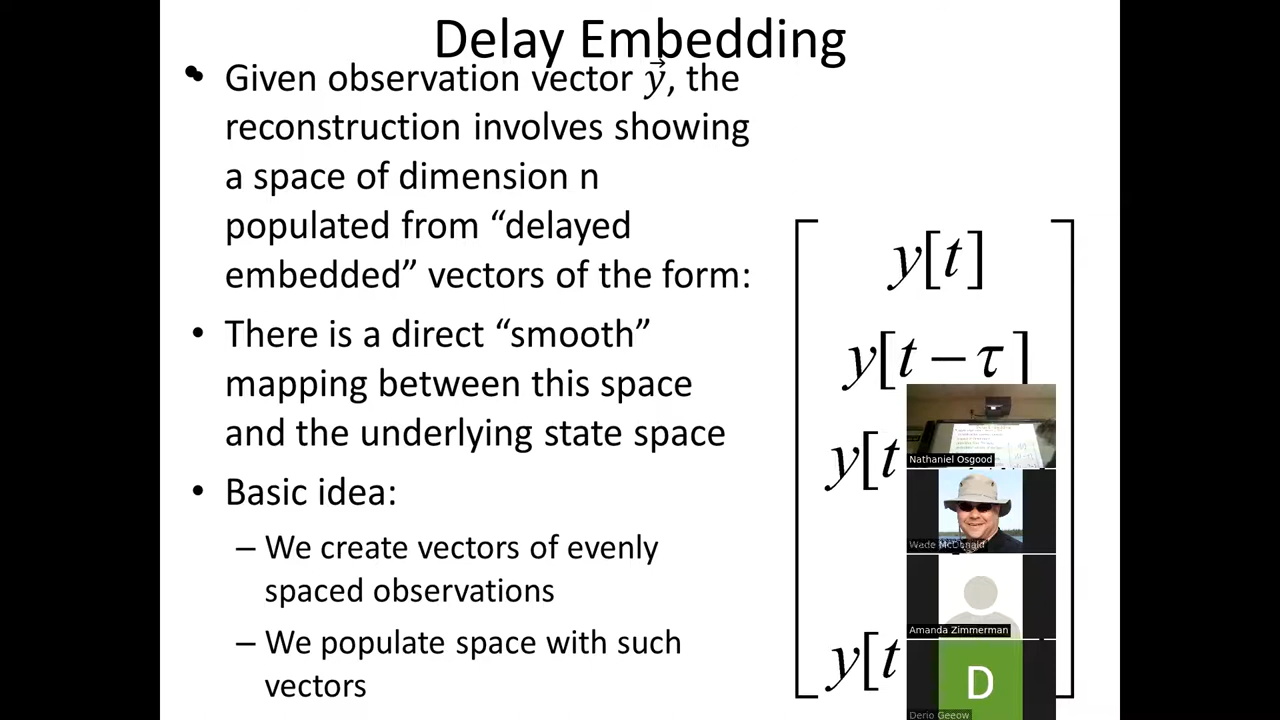 Delay Embedding
• Given observation vector y⃗, the
reconstruction involves showing
a space of dimension n
populated from “delayed
embedded” vectors of the form:
• There is a direct “smooth”
mapping between this space
and the underlying state space
• Basic idea:
– We create vectors of evenly
spaced observations
– We populate space with such
vectors
y[t]
y[t − τ]
y[t
y[t
Nathaniel Osgood
Wade McDonald
Amanda Zimmerman
D
Derio Geeow